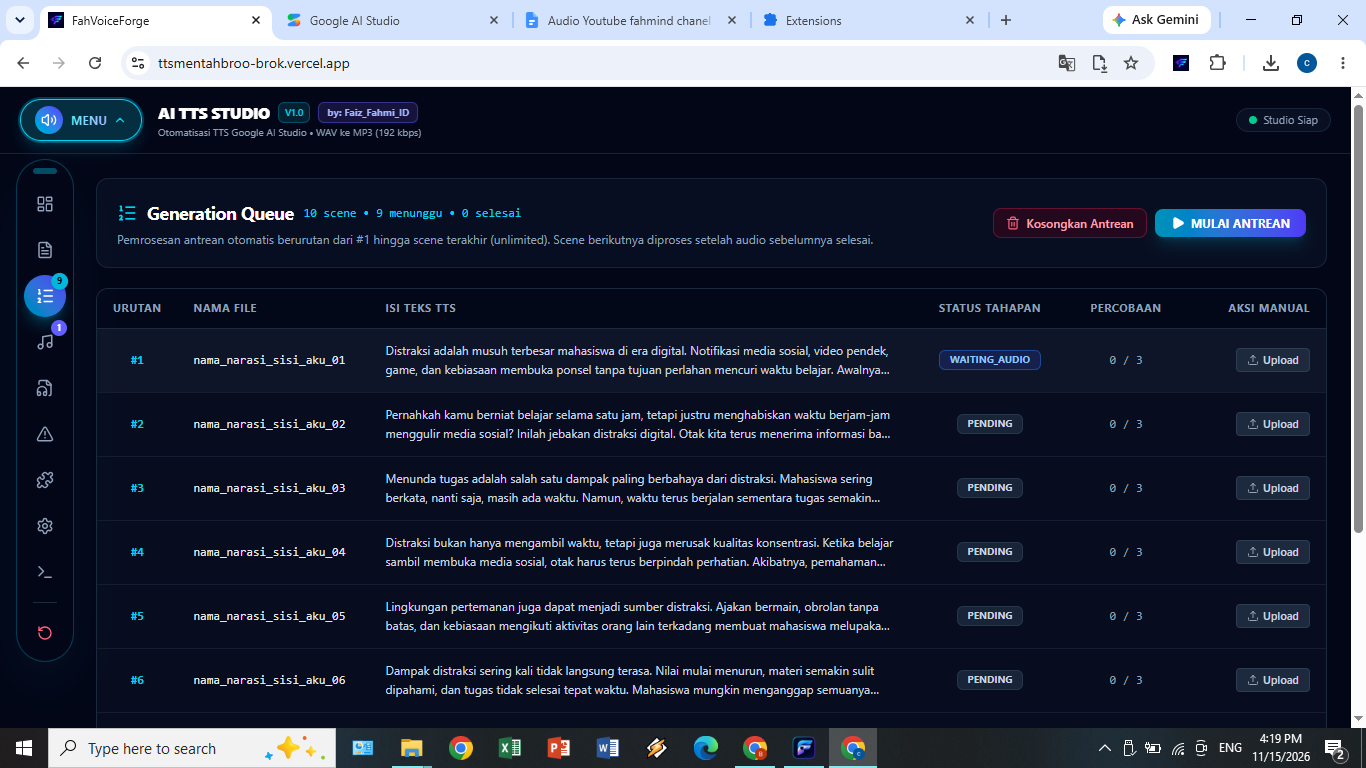 FahVoiceForge
Google AI Studio
Audio Youtube fahmind chanel
Extensions
Ask Gemini
ttsmentahbroo-brok.vercel.app
c
MENU
AI TTS STUDIO
V1.0
by: Faiz_Fahmi_ID
Otomatisasi TTS Google AI Studio • WAV ke MP3 (192 kbps)
Studio Siap
9
1
Generation Queue
10 scene • 9 menunggu • 0 selesai
Pemrosesan antrean otomatis berurutan dari #1 hingga scene terakhir (unlimited). Scene berikutnya diproses setelah audio sebelumnya selesai.
Kosongkan Antrean
MULAI ANTREAN
URUTAN NAMA FILE ISI TEKS TTS STATUS TAHAPAN PERCOBAAN AKSI MANUAL
#1 nama_narasi_sisi_aku_01
Distraksi adalah musuh terbesar mahasiswa di era digital. Notifikasi media sosial, video pendek,
game, dan kebiasaan membuka ponsel tanpa tujuan perlahan mencuri waktu belajar. Awalnya...
WAITING_AUDIO 0 / 3 Upload
#2 nama_narasi_sisi_aku_02
Pernahkah kamu berniat belajar selama satu jam, tetapi justru menghabiskan waktu berjam-jam
menggulir media sosial? Inilah jebakan distraksi digital. Otak kita terus menerima informasi ba...
PENDING 0 / 3 Upload
#3 nama_narasi_sisi_aku_03
Menunda tugas adalah salah satu dampak paling berbahaya dari distraksi. Mahasiswa sering
berkata, nanti saja, masih ada waktu. Namun, waktu terus berjalan sementara tugas semakin...
PENDING 0 / 3 Upload
#4 nama_narasi_sisi_aku_04
Distraksi bukan hanya mengambil waktu, tetapi juga merusak kualitas konsentrasi. Ketika belajar
sambil membuka media sosial, otak harus terus berpindah perhatian. Akibatnya, pemahaman...
PENDING 0 / 3 Upload
#5 nama_narasi_sisi_aku_05
Lingkungan pertemanan juga dapat menjadi sumber distraksi. Ajakan bermain, obrolan tanpa
batas, dan kebiasaan mengikuti aktivitas orang lain terkadang membuat mahasiswa melupaka...
PENDING 0 / 3 Upload
#6 nama_narasi_sisi_aku_06
Dampak distraksi sering kali tidak langsung terasa. Nilai mulai menurun, materi semakin sulit
dipahami, dan tugas tidak selesai tepat waktu. Mahasiswa mungkin menganggap semuanya...
PENDING 0 / 3 Upload
Type here to search
ENG
4:19 PM
11/15/2026
2